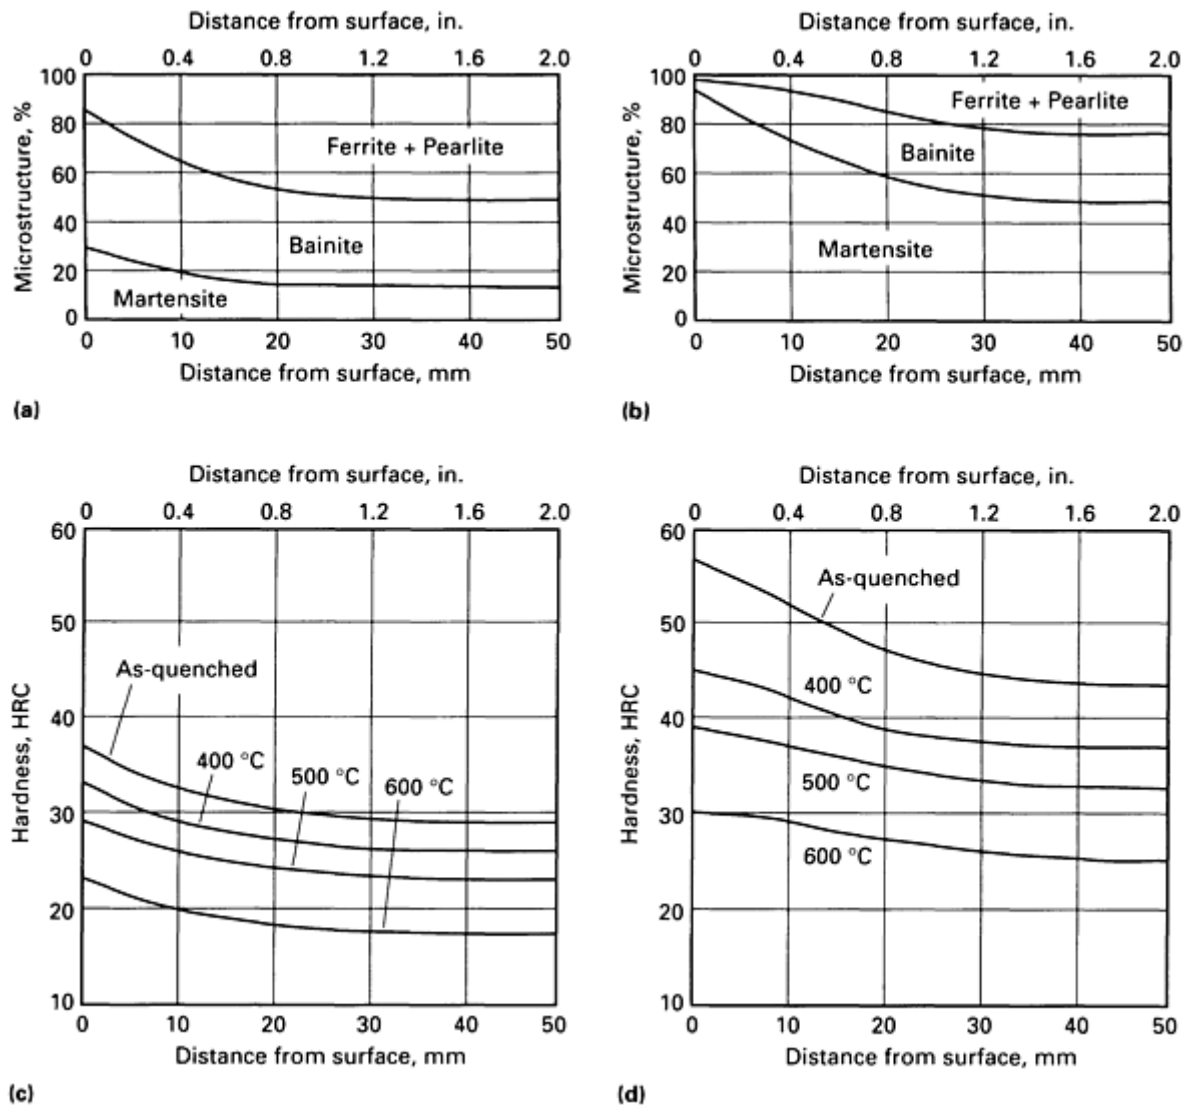 Distance from surface, in.
0 0.4 0.8 1.2 1.6 2.0
100
80
60
40
20
0
Microstructure, %
Ferrite + Pearlite
Bainite
Martensite
0 10 20 30 40 50
Distance from surface, mm
(a)
Distance from surface, in.
0 0.4 0.8 1.2 1.6 2.0
100
80
60
40
20
0
Microstructure, %
Ferrite + Pearlite
Bainite
Martensite
0 10 20 30 40 50
Distance from surface, mm
(b)
Distance from surface, in.
0 0.4 0.8 1.2 1.6 2.0
60
50
40
30
20
10
Hardness, HRC
As-quenched
400 °C
500 °C
600 °C
0 10 20 30 40 50
Distance from surface, mm
(c)
Distance from surface, in.
0 0.4 0.8 1.2 1.6 2.0
60
50
40
30
20
10
Hardness, HRC
As-quenched
400 °C
500 °C
600 °C
0 10 20 30 40 50
Distance from surface, mm
(d)